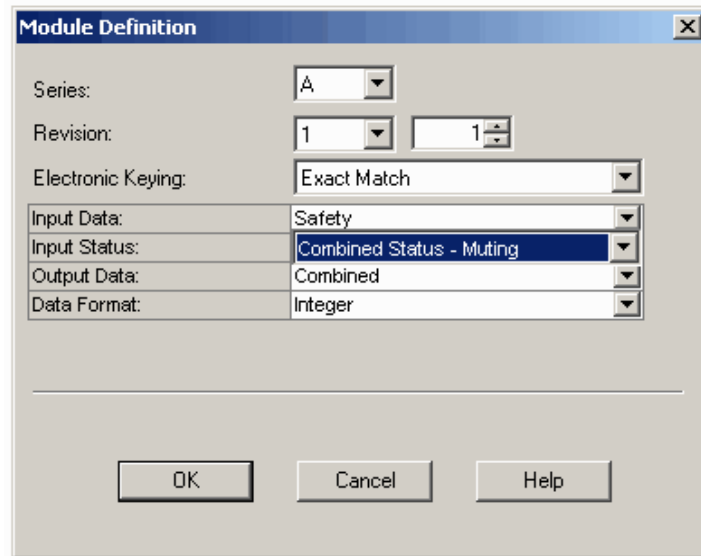 Module Definition
Series: A
Revision: 1 1
Electronic Keying: Exact Match
Input Data: Safety
Input Status: Combined Status - Muting
Output Data: Combined
Data Format: Integer
OK Cancel Help